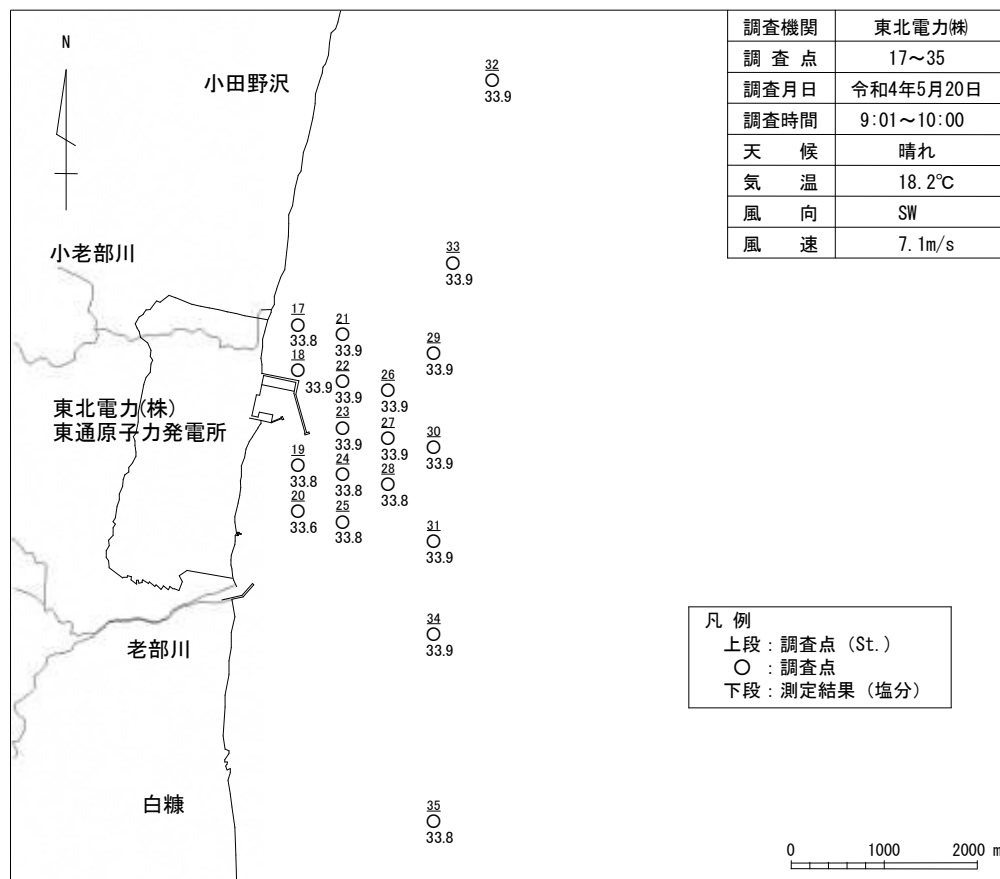 調査機関 東北電力㈱
調査点 17～35
調査月日 令和4年5月20日
調査時間 9:01～10:00
天候 晴れ
気温 18.2℃
風向 SW
風速 7.1m/s
N
小田野沢
32
33.9
小老部川
33
33.9
17
33.8
21
33.9
18
33.9
22
33.9
29
33.9
26
33.9
東北電力(株)
東通原子力発電所
23
33.9
27
33.9
30
33.9
19
33.8
24
33.8
28
33.8
20
33.6
25
33.8
31
33.9
34
33.9
老部川
凡 例
上段：調査点（St.）
○ ：調査点
下段：測定結果（塩分）
白糠
35
33.8
0 1000 2000 m